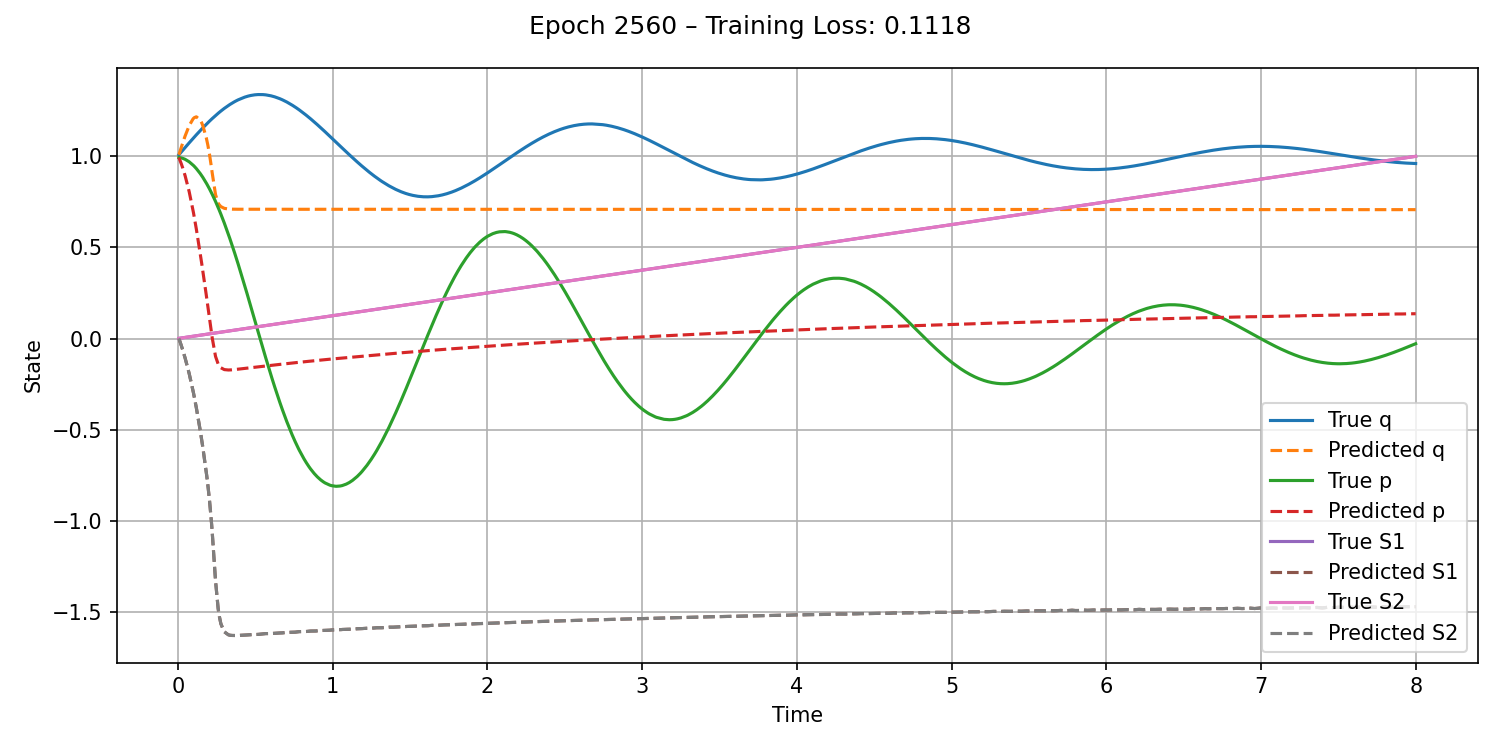 Epoch 2560 – Training Loss: 0.1118
1.0
0.5
0.0
−0.5
−1.0
−1.5
State
0 1 2 3 4 5 6 7 8
Time
True q
Predicted q
True p
Predicted p
True S1
Predicted S1
True S2
Predicted S2